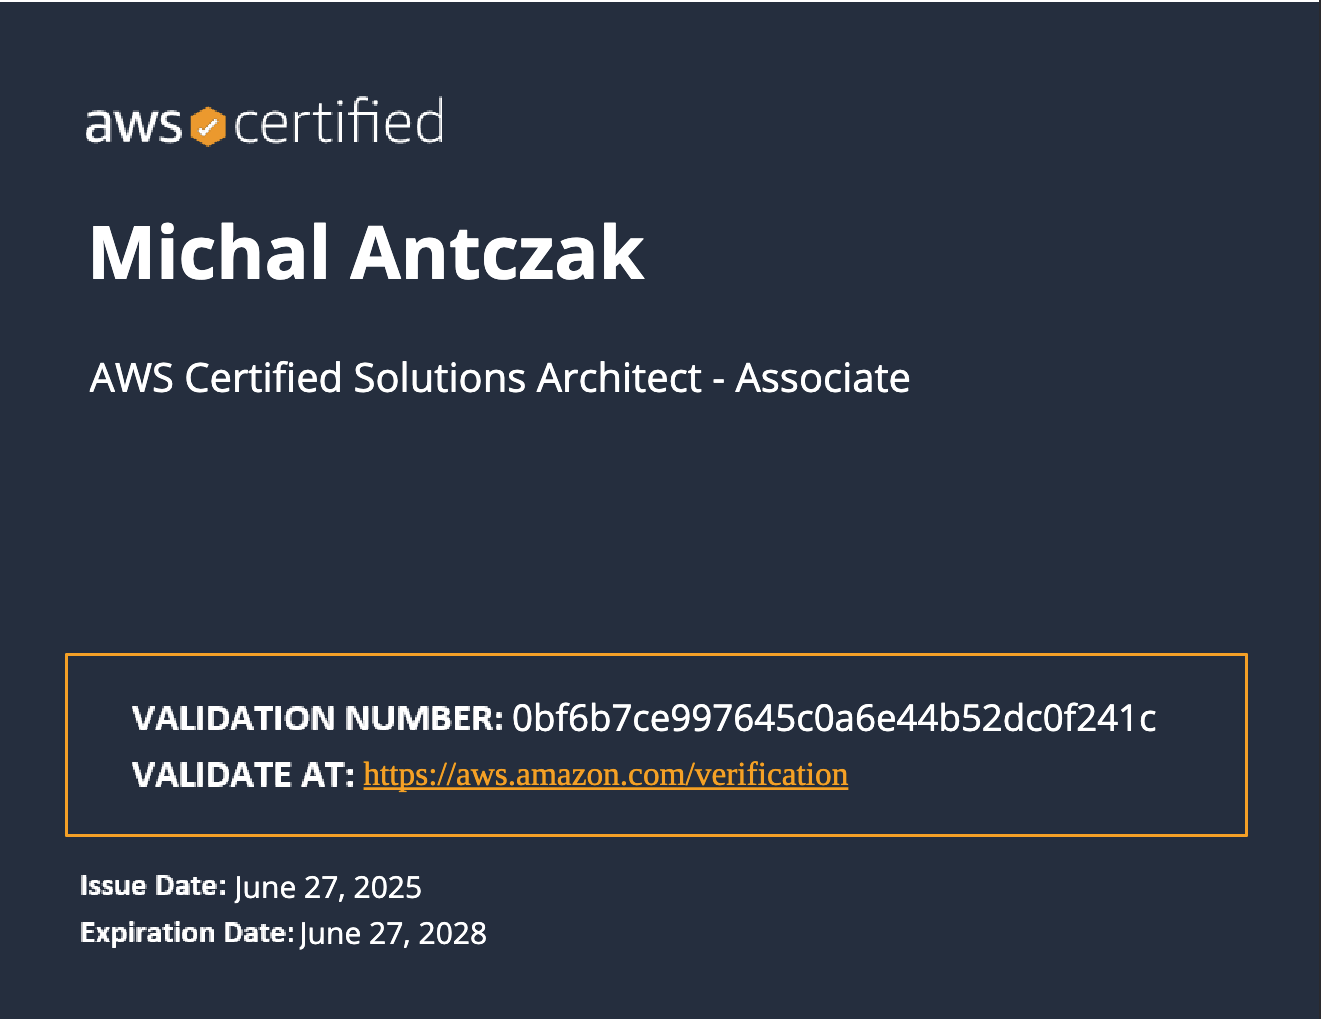 aws certified
Michal Antczak
AWS Certified Solutions Architect - Associate
VALIDATION NUMBER: 0bf6b7ce997645c0a6e44b52dc0f241c
VALIDATE AT: https://aws.amazon.com/verification
Issue Date: June 27, 2025
Expiration Date: June 27, 2028